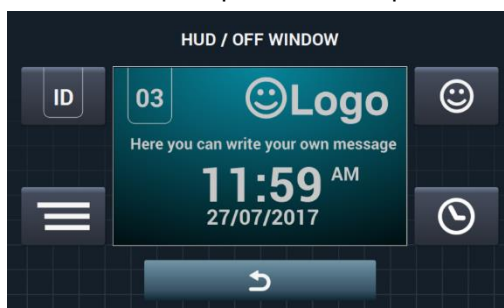 HUD / OFF WINDOW
ID
03
Logo
Here you can write your own message
11:59 AM
27/07/2017